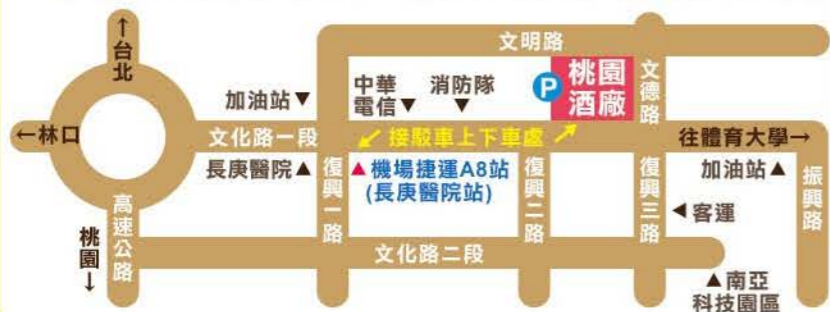 ↑台北
文明路
加油站▼
中華
電信▼
消防隊
▼
P
桃園
酒廠
文德路
←林口
文化路一段
↙接駁車上下車處↗
往體育大學→
長庚醫院▲
復興一路
▲機場捷運A8站
(長庚醫院站)
復興二路
復興三路
加油站▲
振興路
高速公路
◀客運
桃園↓
文化路二段
▲南亞
科技園區